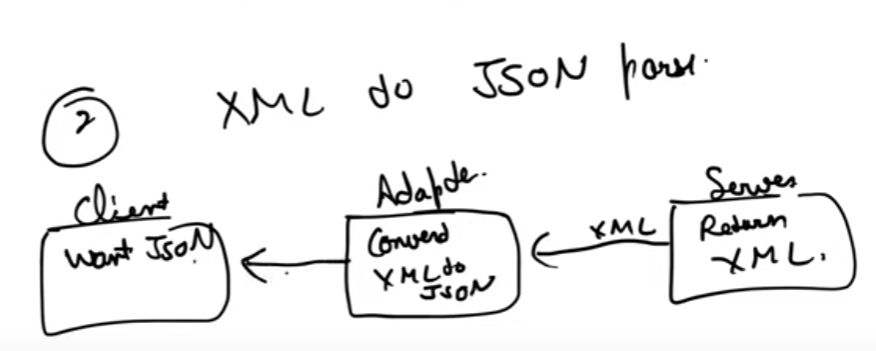 2
XML to JSON parse.
Client
Want JSON
Adapter.
Convert
XML to
JSON
XML
Server
Return
XML.